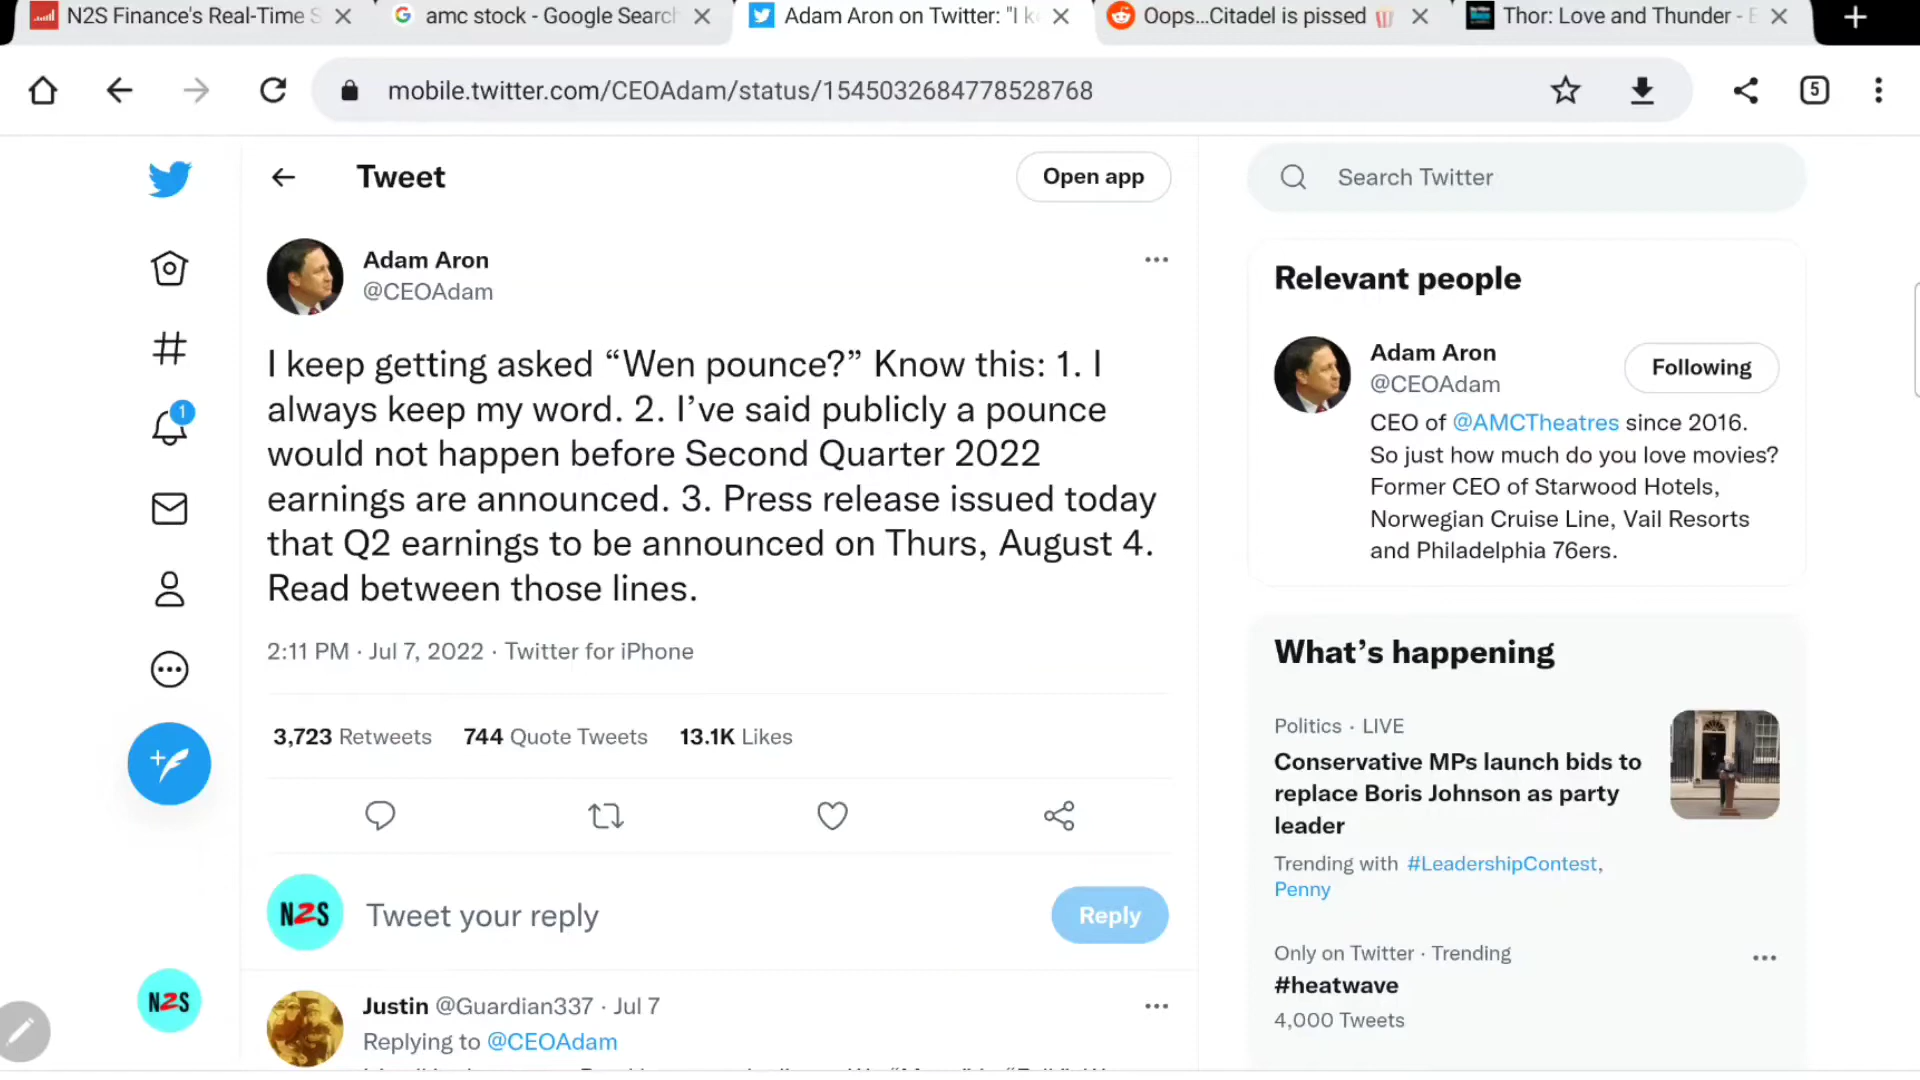 N2S Finance's Real-Time S
amc stock - Google Search
Adam Aron on Twitter: "I k
Oops...Citadel is pissed 🍿
Thor: Love and Thunder - B
mobile.twitter.com/CEOAdam/status/1545032684778528768
5
Tweet
Open app
Search Twitter
Adam Aron
@CEOAdam
I keep getting asked “Wen pounce?” Know this: 1. I
always keep my word. 2. I’ve said publicly a pounce
would not happen before Second Quarter 2022
earnings are announced. 3. Press release issued today
that Q2 earnings to be announced on Thurs, August 4.
Read between those lines.
2:11 PM · Jul 7, 2022 · Twitter for iPhone
3,723 Retweets 744 Quote Tweets 13.1K Likes
N2S
Tweet your reply
Reply
Justin @Guardian337 · Jul 7
Replying to @CEOAdam
1
N2S
Relevant people
Adam Aron
@CEOAdam
Following
CEO of @AMCTheatres since 2016.
So just how much do you love movies?
Former CEO of Starwood Hotels,
Norwegian Cruise Line, Vail Resorts
and Philadelphia 76ers.
What’s happening
Politics · LIVE
Conservative MPs launch bids to
replace Boris Johnson as party
leader
Trending with #LeadershipContest,
Penny
Only on Twitter · Trending
#heatwave
4,000 Tweets